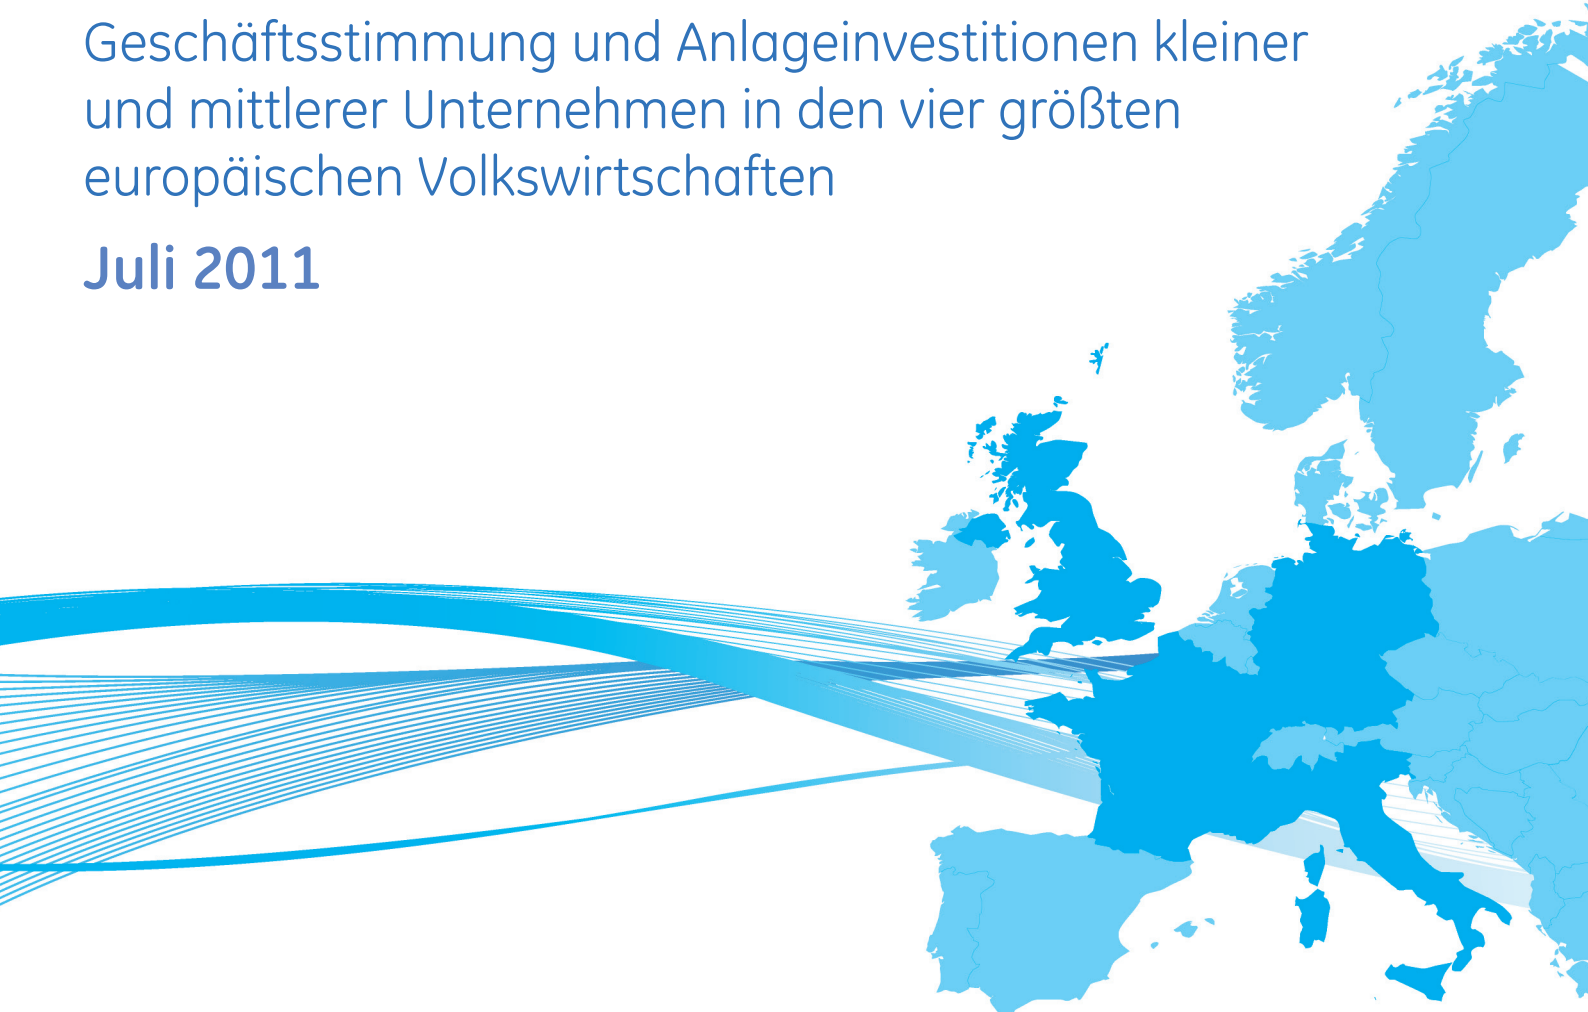 Geschäftsstimmung und Anlageinvestitionen kleiner
und mittlerer Unternehmen in den vier größten
europäischen Volkswirtschaften
Juli 2011